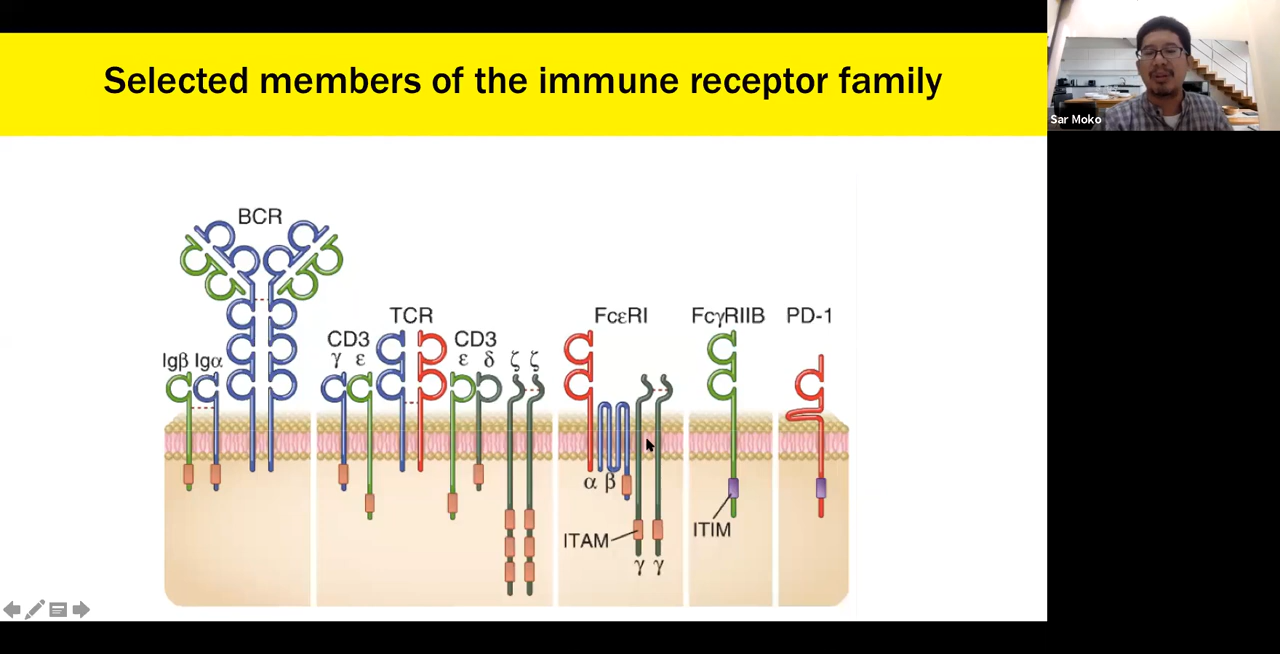 Selected members of the immune receptor family
Sar Moko
BCR
TCR
FcεRI
FcγRIIB
PD-1
CD3
CD3
Igβ Igα
γ ε
ε δ
ζ ζ
α β
ITAM
ITIM
γ γ